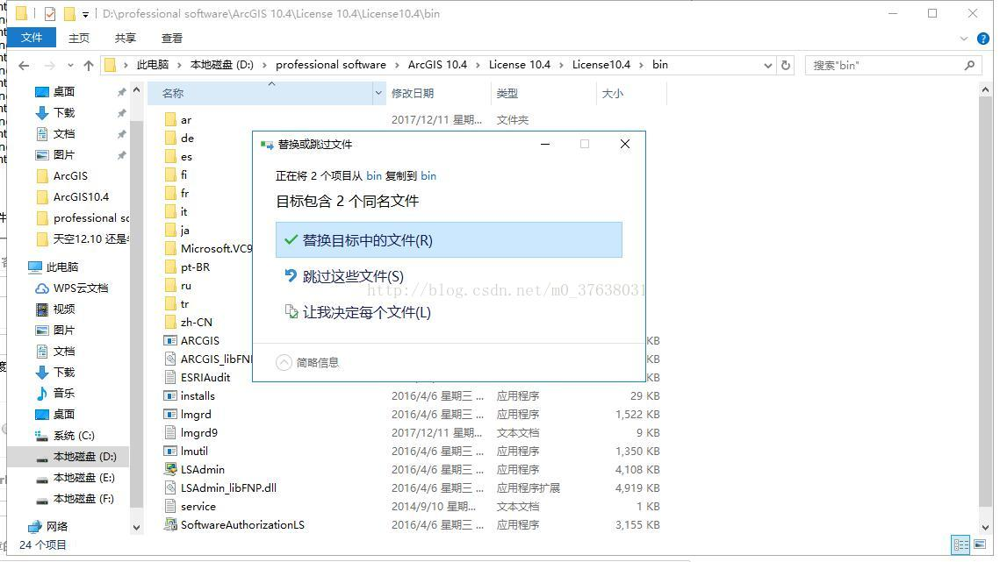 D:\professional software\ArcGIS 10.4\License 10.4\License10.4\bin
文件 主页 共享 查看
此电脑 本地磁盘 (D:) professional software ArcGIS 10.4 License 10.4 License10.4 bin 搜索"bin"
桌面
下载
文档
图片
ArcGIS
ArcGIS10.4
professional sc
天空12.10 还是
此电脑
WPS云文档
视频
图片
文档
下载
音乐
桌面
系统 (C:)
本地磁盘 (D:)
本地磁盘 (E:)
本地磁盘 (F:)
网络
名称 修改日期 类型 大小
ar 2017/12/11 星期... 文件夹
de
es
fi
fr
it
ja
Microsoft.VC9
pt-BR
ru
tr
zh-CN
ARCGIS KB
ARCGIS_libFNI KB
ESRIAudit KB
installs 2016/4/6 星期三 ... 应用程序 29 KB
lmgrd 2016/4/6 星期三 ... 应用程序 1,522 KB
lmgrd9 2017/12/11 星期... 文本文档 9 KB
lmutil 2016/4/6 星期三 ... 应用程序 1,350 KB
LSAdmin 2016/4/6 星期三 ... 应用程序 4,108 KB
LSAdmin_libFNP.dll 2016/4/6 星期三 ... 应用程序扩展 4,919 KB
service 2014/9/10 星期... 文本文档 1 KB
SoftwareAuthorizationLS 2016/4/6 星期三 ... 应用程序 3,155 KB
替换或跳过文件
正在将 2 个项目从 bin 复制到 bin
目标包含 2 个同名文件
替换目标中的文件(R)
跳过这些文件(S)
http://blog.csdn.net/m0_37638031
让我决定每个文件(L)
简略信息
24 个项目